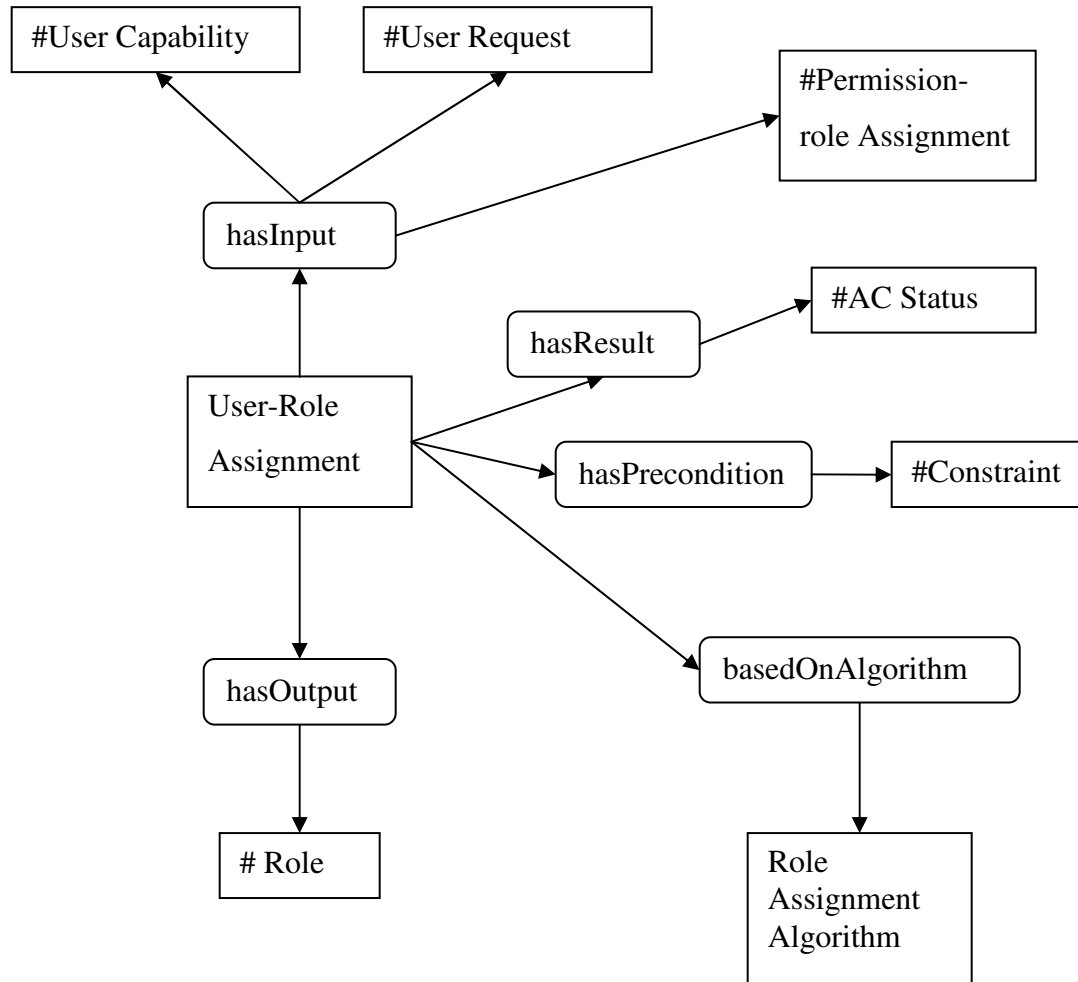 #User Capability
#User Request
#Permission-
role Assignment
hasInput
#AC Status
hasResult
User-Role
Assignment
hasPrecondition
#Constraint
hasOutput
basedOnAlgorithm
# Role
Role
Assignment
Algorithm